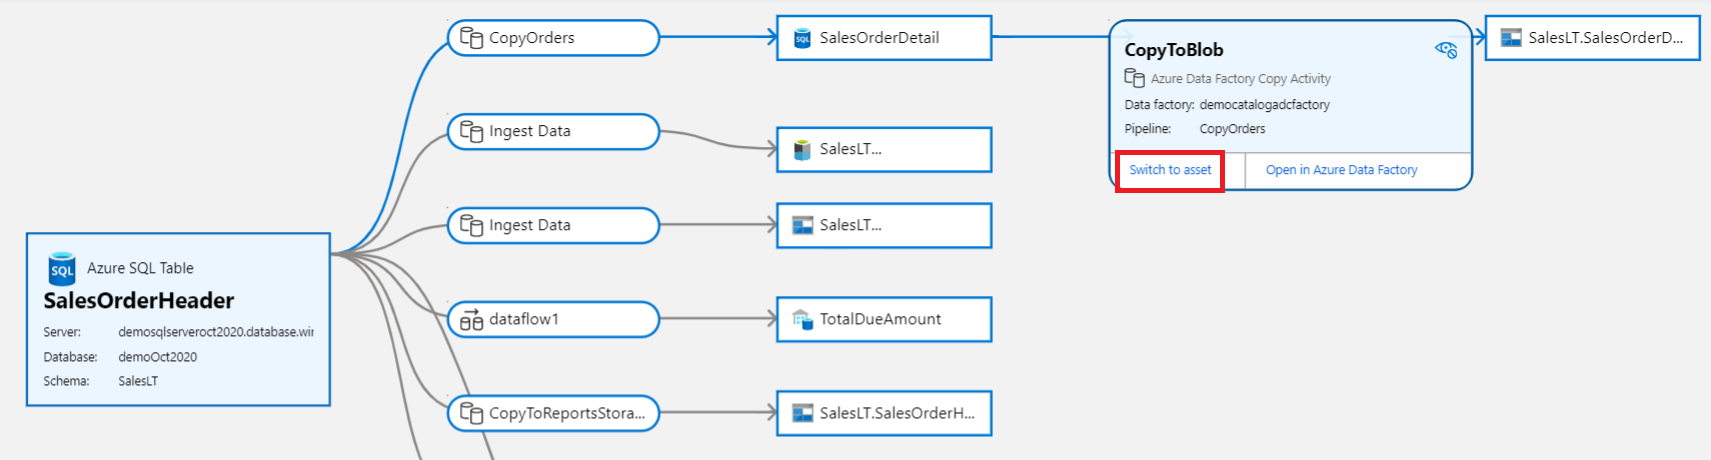 CopyOrders
SQL
SalesOrderDetail
CopyToBlob
Azure Data Factory Copy Activity
Data factory: democatalogadcfactory
Pipeline: CopyOrders
Switch to asset
Open in Azure Data Factory
SalesLT.SalesOrderD...
Ingest Data
SalesLT...
Ingest Data
SalesLT...
SQL
Azure SQL Table
SalesOrderHeader
Server: demosqlserveroct2020.database.wir
Database: demoOct2020
Schema: SalesLT
dataflow1
TotalDueAmount
CopyToReportsStora...
SalesLT.SalesOrderH...